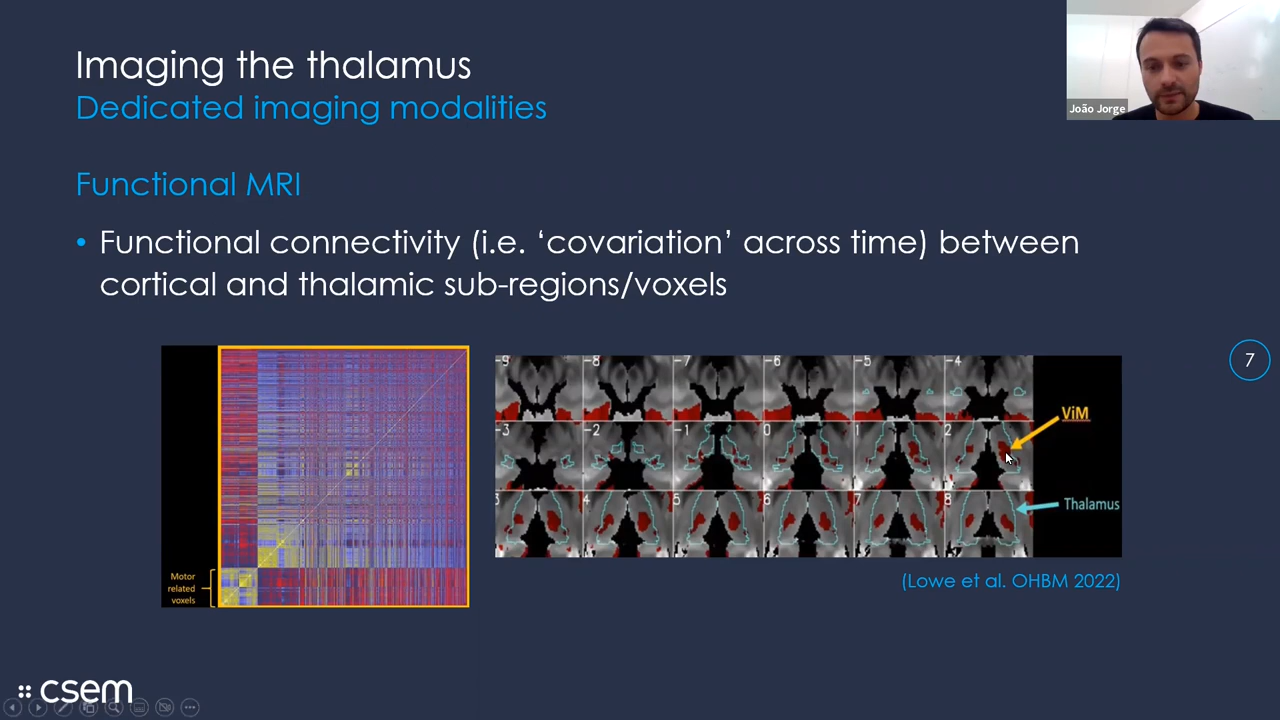 Imaging the thalamus
Dedicated imaging modalities
João Jorge
Functional MRI
• Functional connectivity (i.e. ‘covariation’ across time) between
cortical and thalamic sub-regions/voxels
7
Motor
related
voxels
-9 -8 -7 -6 -5 -4
-3 -2 -1 0 1 2
3 4 5 6 7 8
ViM
Thalamus
(Lowe et al. OHBM 2022)
csem